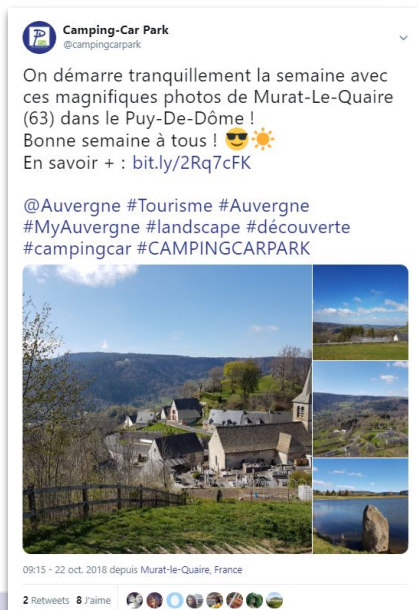 Camping-Car Park
@campingcarpark
On démarre tranquillement la semaine avec
ces magnifiques photos de Murat-Le-Quaire
(63) dans le Puy-De-Dôme !
Bonne semaine à tous ! 😎☀️
En savoir + : bit.ly/2Rq7cFK
@Auvergne #Tourisme #Auvergne
#MyAuvergne #landscape #découverte
#campingcar #CAMPINGCARPARK
09:15 - 22 oct. 2018 depuis Murat-le-Quaire, France
2 Retweets 8 J'aime